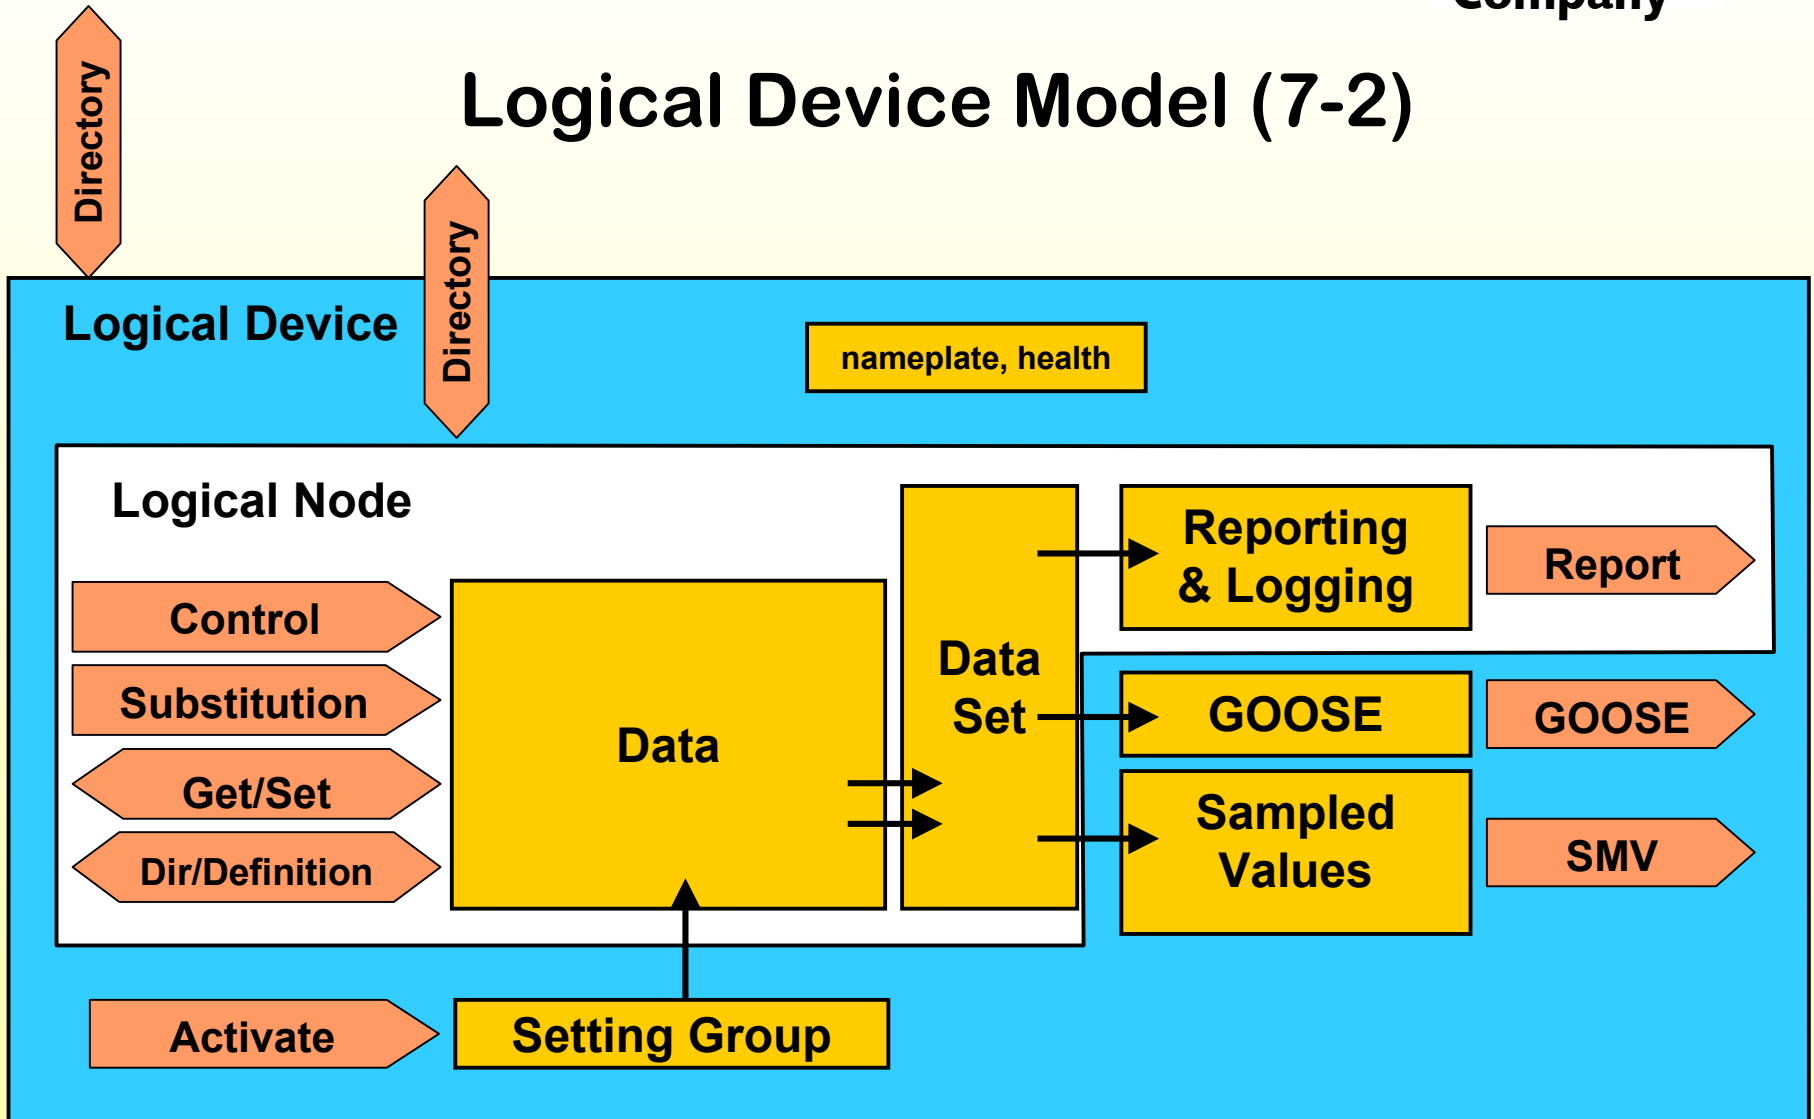 Company
Logical Device Model (7-2)
Directory
Directory
Logical Device
nameplate, health
Logical Node
Reporting
& Logging
Report
Control
Substitution
Get/Set
Dir/Definition
Data
Data
Set
GOOSE
GOOSE
Sampled
Values
SMV
Activate
Setting Group